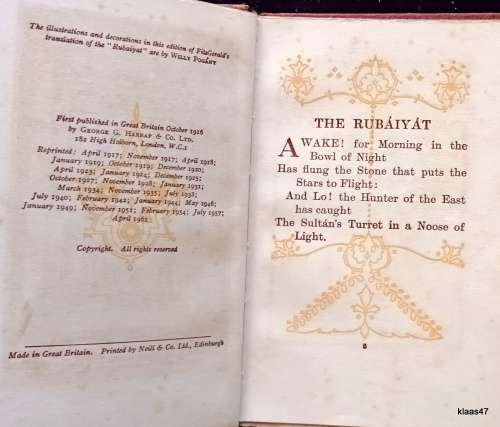 The illustrations and decorations in this edition of FitzGerald's
translation of the "Rubaiyat" are by WILLY POGÁNY
First published in Great Britain October 1916
by GEORGE G. HARRAP & CO. LTD.
182 High Holborn, London, W.C.1
Reprinted: April 1917; November 1917; April 1918;
January 1919; October 1919; December 1920;
April 1923; January 1924; December 1925;
October 1927; November 1928; January 1931;
March 1934; November 1935; July 1938;
July 1940; February 1942; January 1944; May 1946;
January 1949; November 1951; February 1954; July 1957;
April 1961
Copyright. All rights reserved
Made in Great Britain. Printed by Neill & Co. Ltd., Edinburgh
THE RUBÁIYÁT
AWAKE! for Morning in the
Bowl of Night
Has flung the Stone that puts the
Stars to Flight:
And Lo! the Hunter of the East
has caught
The Sultán's Turret in a Noose of
Light.
klaas47